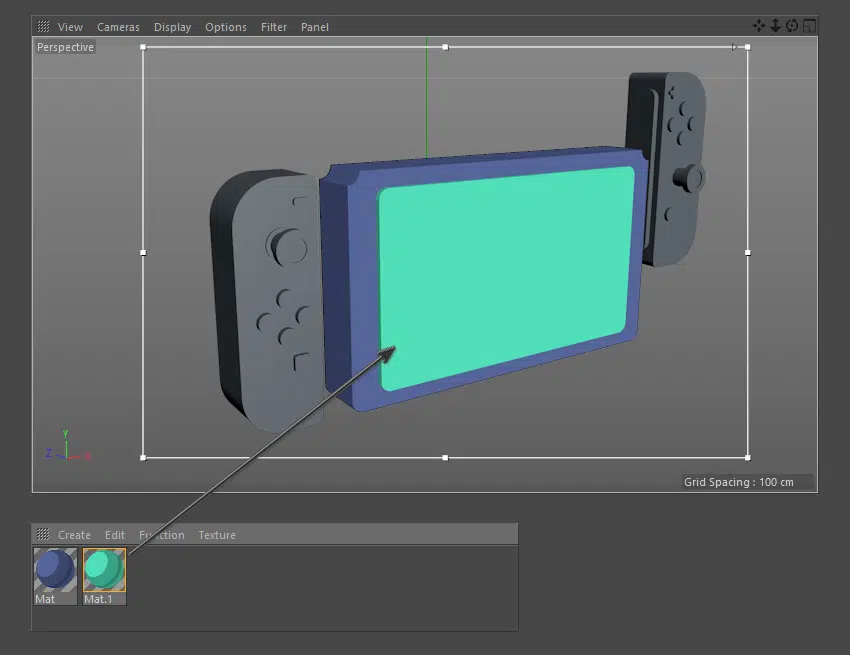 View Cameras Display Options Filter Panel
Perspective
Y
Z X
Grid Spacing : 100 cm
Create Edit Function Texture
Mat Mat.1